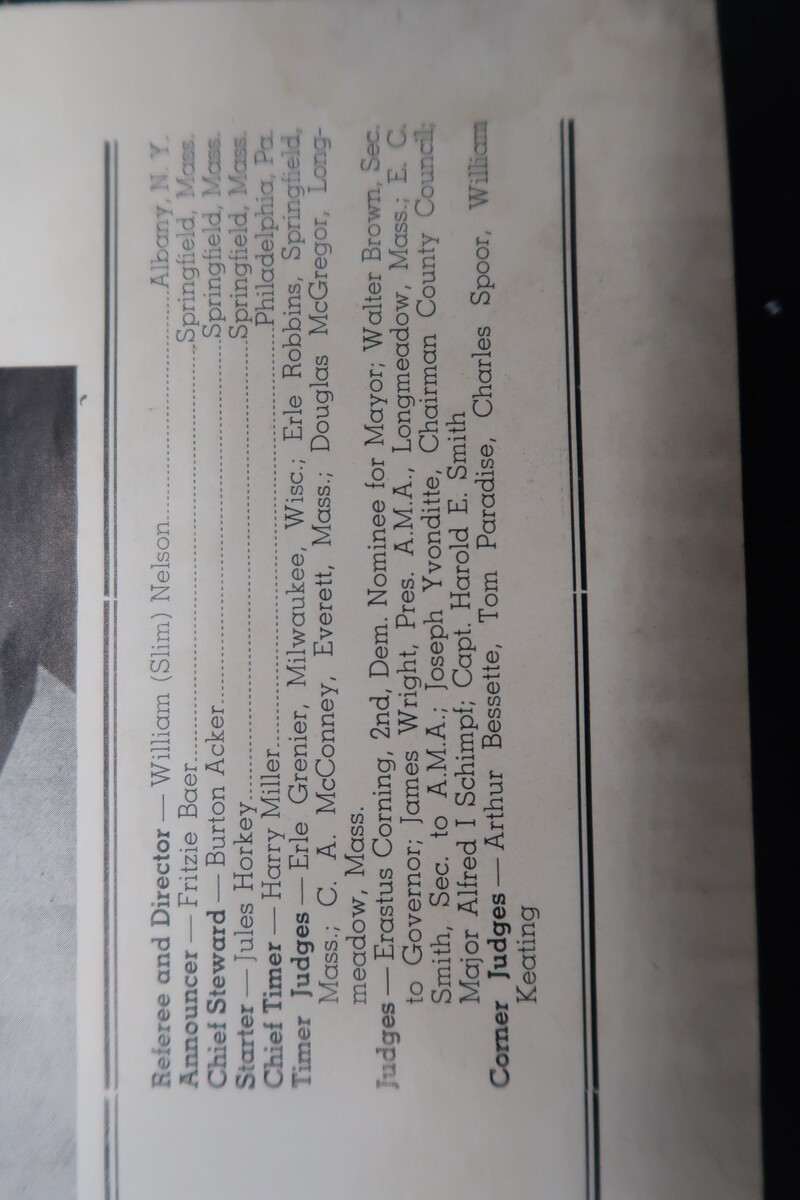 Referee and Director — William (Slim) Nelson..........Albany, N. Y.
Announcer — Fritzie Baer..........Springfield, Mass.
Chief Steward — Burton Acker..........Springfield, Mass.
Starter — Jules Horkey..........Springfield, Mass.
Chief Timer — Harry Miller..........Philadelphia, Pa.
Timer Judges — Erle Grenier, Milwaukee, Wisc.; Erle Robbins, Springfield,
Mass.; C. A. McConney, Everett, Mass.; Douglas McGregor, Long-
meadow, Mass.
Judges — Erastus Corning, 2nd, Dem. Nominee for Mayor; Walter Brown, Sec.
to Governor; James Wright, Pres. A.M.A., Longmeadow, Mass.; E. C.
Smith, Sec. to A.M.A.; Joseph Yvonditte, Chairman County Council;
Major Alfred I Schimpf; Capt. Harold E. Smith
Corner Judges — Arthur Bessette, Tom Paradise, Charles Spoor, William
Keating